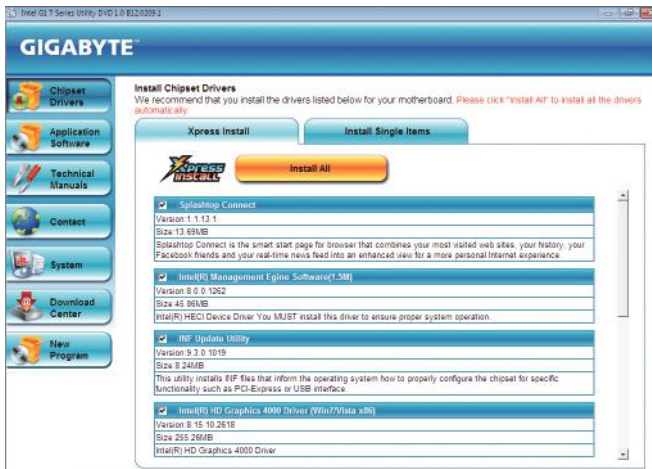 Intel G1 7 Series Utility DVD 1.0 B12.0209.1
GIGABYTE™
Chipset
Drivers
Application
Software
Technical
Manuals
Contact
System
Download
Center
New
Program
Install Chipset Drivers
We recommend that you install the drivers listed below for your motherboard. Please click "Install All" to install all the drivers
automatically.
Xpress Install
Install Single Items
Xpress
INSTALL
Install All
Splashtop Connect
Version:1.1.13.1
Size:13.69MB
Splashtop Connect is the smart start page for browser that combines your most visited web sites, your history, your
Facebook friends and your real-time news feed into an enhanced view for a more personal Internet experience.
Intel(R) Management Egine Software(1.5M)
Version:8.0.0.1262
Size:45.86MB
Intel(R) HECI Device Driver You MUST install this driver to ensure proper system operation.
INF Update Utility
Version:9.3.0.1019
Size:8.24MB
This utility installs INF files that inform the operating system how to properly configure the chipset for specific
functionality such as PCI-Express or USB interface.
Intel(R) HD Graphics 4000 Driver (Win7/Vista x86)
Version:8.15.10.2618
Size:255.26MB
Intel(R) HD Graphics 4000 Driver